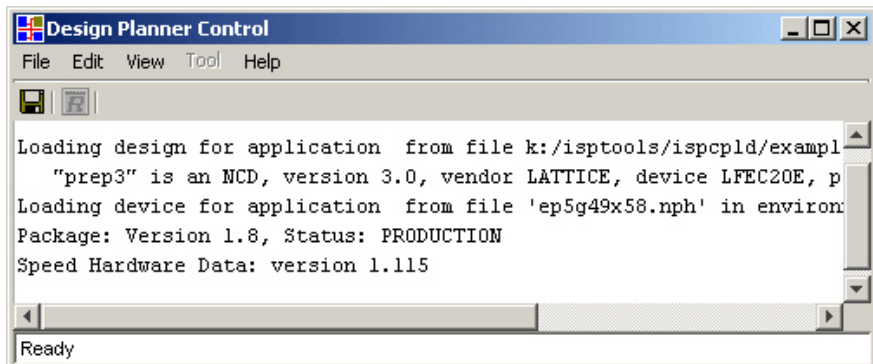 Design Planner Control
File Edit View Tool Help
Loading design for application  from file k:/isptools/ispcpld/exampl
"prep3" is an NCD, version 3.0, vendor LATTICE, device LFEC20E, p
Loading device for application  from file 'ep5g49x58.nph' in environ
Package: Version 1.8, Status: PRODUCTION
Speed Hardware Data: version 1.115
Ready